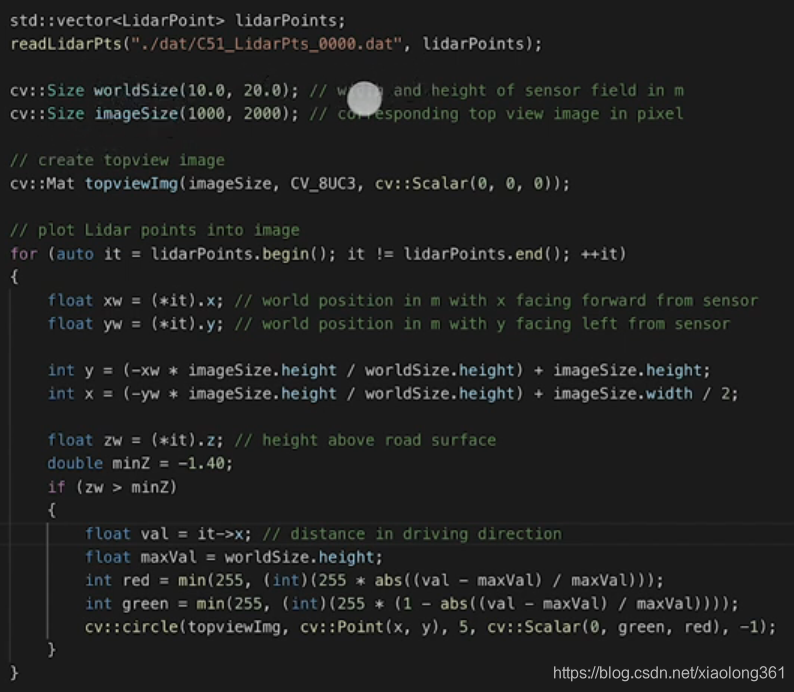 std::vector<LidarPoint> lidarPoints;
readLidarPts("./dat/C51_LidarPts_0000.dat", lidarPoints);
cv::Size worldSize(10.0, 20.0); // width and height of sensor field in m
cv::Size imageSize(1000, 2000); // corresponding top view image in pixel
// create topview image
cv::Mat topviewImg(imageSize, CV_8UC3, cv::Scalar(0, 0, 0));
// plot Lidar points into image
for (auto it = lidarPoints.begin(); it != lidarPoints.end(); ++it)
{
float xw = (*it).x; // world position in m with x facing forward from sensor
float yw = (*it).y; // world position in m with y facing left from sensor
int y = (-xw * imageSize.height / worldSize.height) + imageSize.height;
int x = (-yw * imageSize.height / worldSize.height) + imageSize.width / 2;
float zw = (*it).z; // height above road surface
double minZ = -1.40;
if (zw > minZ)
{
float val = it->x; // distance in driving direction
float maxVal = worldSize.height;
int red = min(255, (int)(255 * abs((val - maxVal) / maxVal)));
int green = min(255, (int)(255 * (1 - abs((val - maxVal) / maxVal))));
cv::circle(topviewImg, cv::Point(x, y), 5, cv::Scalar(0, green, red), -1);
}
}
https://blog.csdn.net/xiaolong361